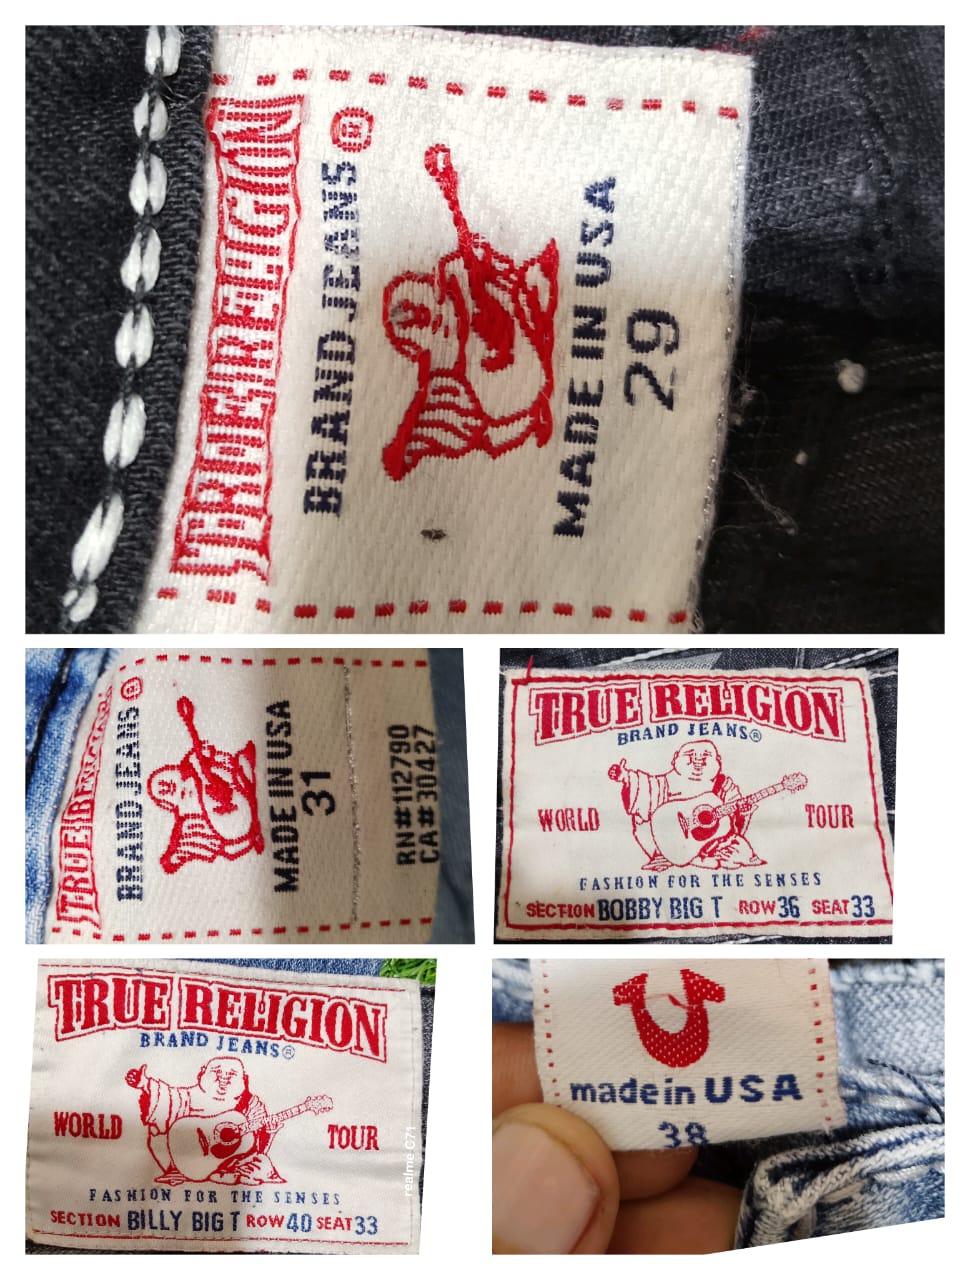 TRUE RELIGION
BRAND JEANS ®
MADE IN USA
29
TRUE RELIGION
BRAND JEANS ®
MADE IN USA
31
RN#112790
CA#30427
TRUE RELIGION
BRAND JEANS®
WORLD TOUR
FASHION FOR THE SENSES
SECTION BOBBY BIG T ROW 36 SEAT 33
TRUE RELIGION
BRAND JEANS®
WORLD TOUR
FASHION FOR THE SENSES
SECTION BILLY BIG T ROW 40 SEAT 33
realme C71
made in USA
38